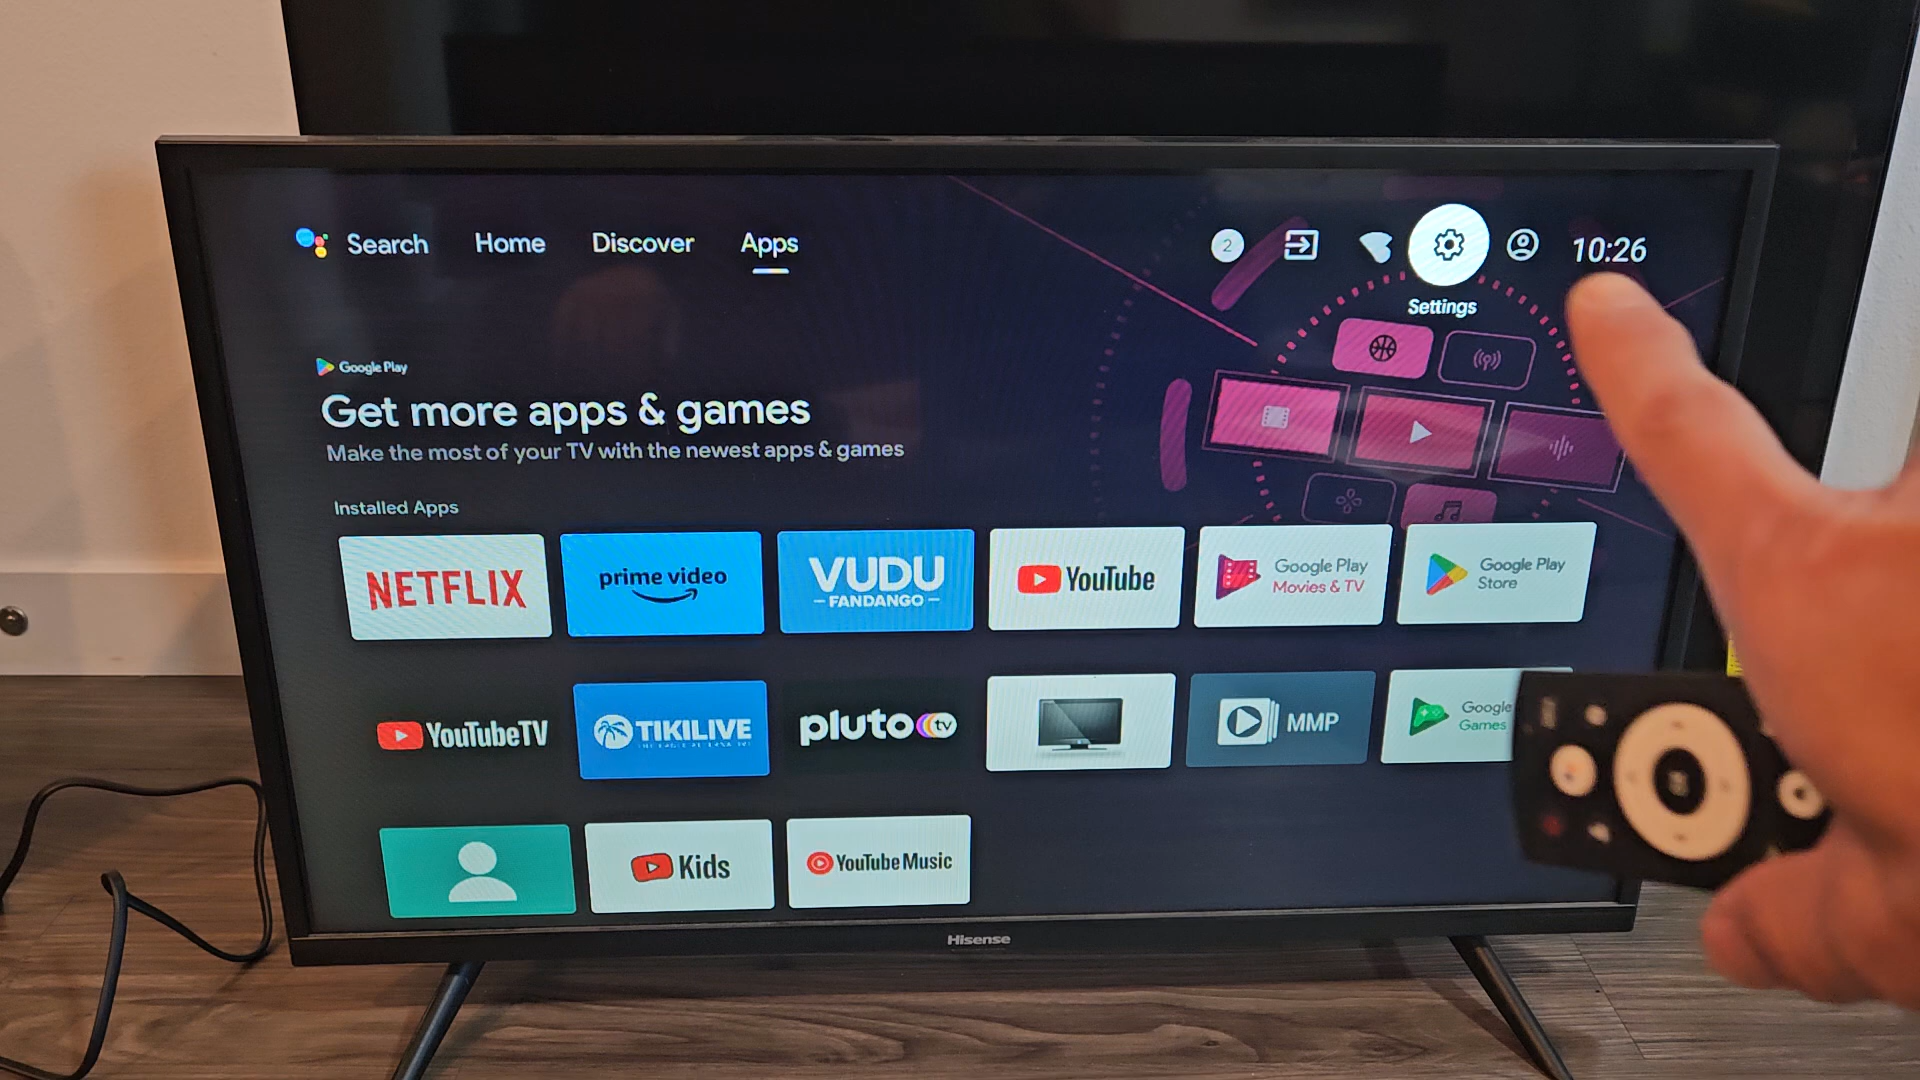 Search Home Discover Apps
2
10:26
Settings
Google Play
Get more apps & games
Make the most of your TV with the newest apps & games
Installed Apps
NETFLIX
prime video
VUDU
FANDANGO
YouTube
Google Play
Movies & TV
Google Play
Store
YouTubeTV
TIKILIVE
pluto tv
MMP
Google
Games
Kids
YouTube Music
Hisense